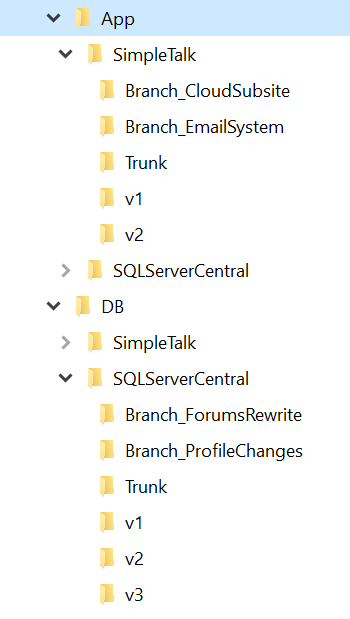 App
SimpleTalk
Branch_CloudSubsite
Branch_EmailSystem
Trunk
v1
v2
SQLServerCentral
DB
SimpleTalk
SQLServerCentral
Branch_ForumsRewrite
Branch_ProfileChanges
Trunk
v1
v2
v3